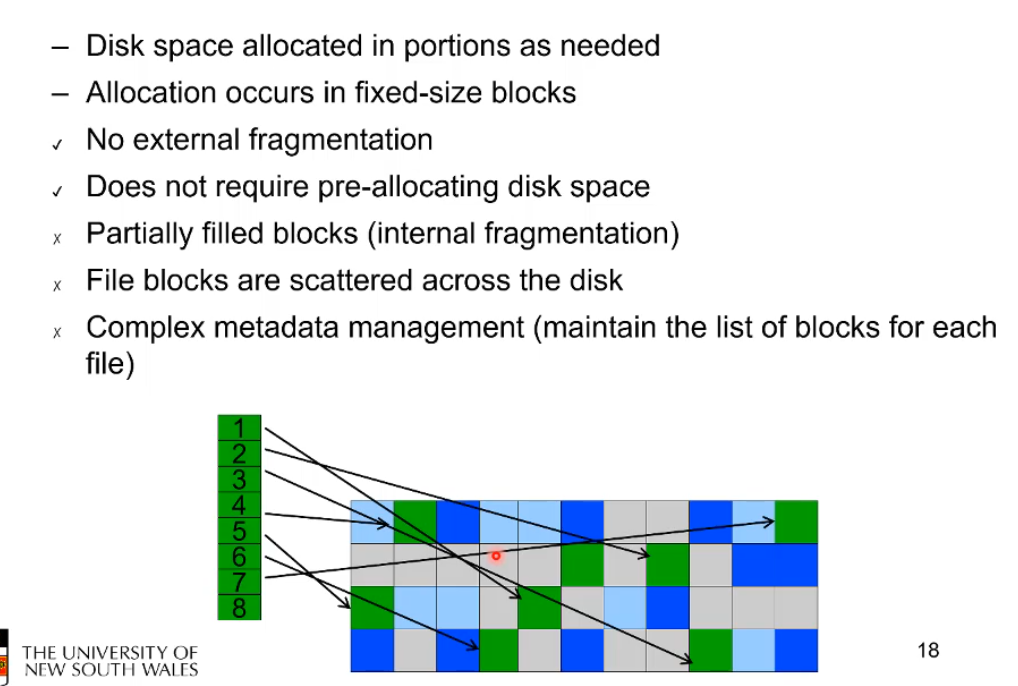 – Disk space allocated in portions as needed
– Allocation occurs in fixed-size blocks
✓ No external fragmentation
✓ Does not require pre-allocating disk space
✗ Partially filled blocks (internal fragmentation)
✗ File blocks are scattered across the disk
✗ Complex metadata management (maintain the list of blocks for each
file)
1
2
3
4
5
6
7
8
THE UNIVERSITY OF
NEW SOUTH WALES
18